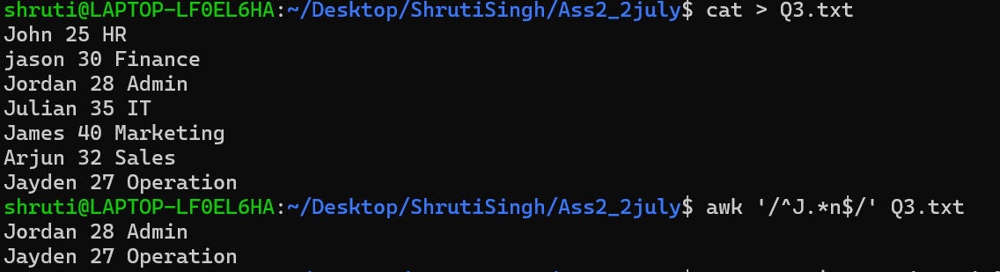 shruti@LAPTOP-LF0EL6HA:~/Desktop/ShrutiSingh/Ass2_2july$ cat > Q3.txt
John 25 HR
jason 30 Finance
Jordan 28 Admin
Julian 35 IT
James 40 Marketing
Arjun 32 Sales
Jayden 27 Operation
shruti@LAPTOP-LF0EL6HA:~/Desktop/ShrutiSingh/Ass2_2july$ awk '/^J.*n$/' Q3.txt
Jordan 28 Admin
Jayden 27 Operation